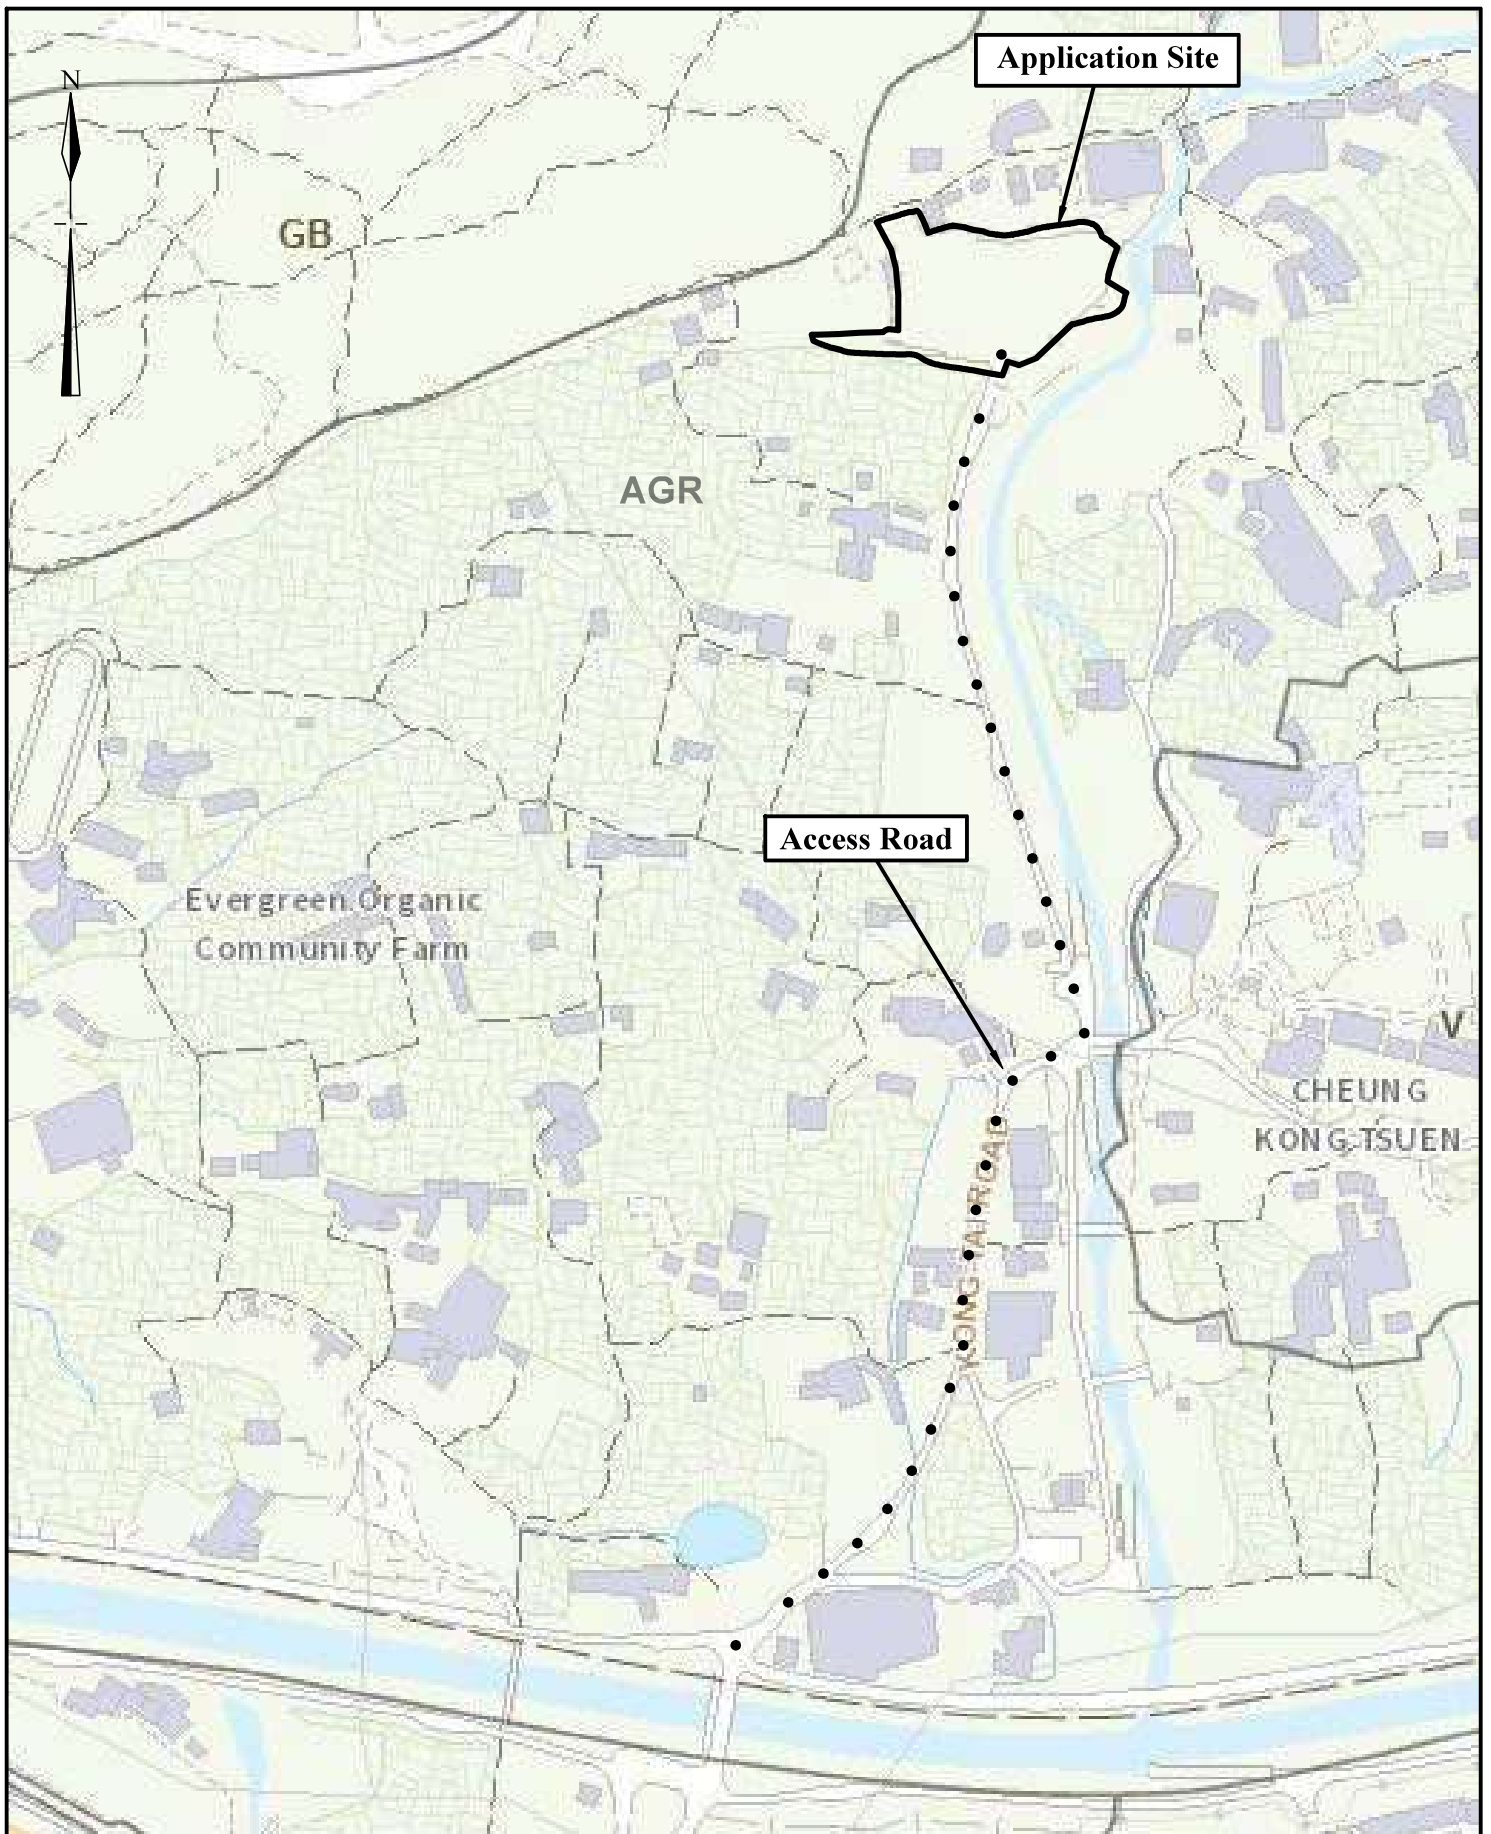 Application Site
N
GB
AGR
Access Road
Evergreen Organic
Community Farm
V
CHEUNG
KONG TSUEN
KONG TAI ROAD